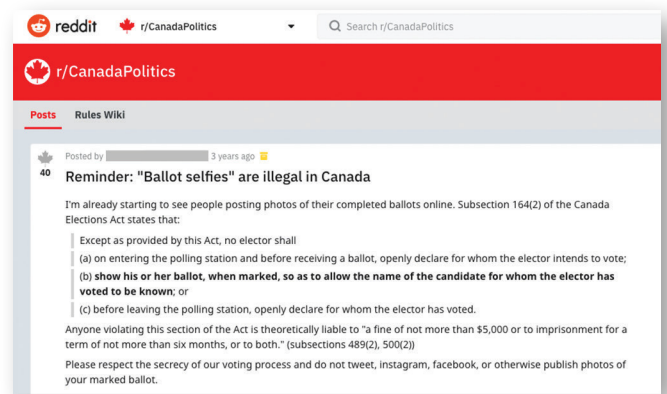 reddit r/CanadaPolitics Search r/CanadaPolitics
r/CanadaPolitics
Posts Rules Wiki
Posted by 3 years ago
40
Reminder: "Ballot selfies" are illegal in Canada
I'm already starting to see people posting photos of their completed ballots online. Subsection 164(2) of the Canada
Elections Act states that:
Except as provided by this Act, no elector shall
(a) on entering the polling station and before receiving a ballot, openly declare for whom the elector intends to vote;
(b) show his or her ballot, when marked, so as to allow the name of the candidate for whom the elector has
voted to be known; or
(c) before leaving the polling station, openly declare for whom the elector has voted.
Anyone violating this section of the Act is theoretically liable to "a fine of not more than $5,000 or to imprisonment for a
term of not more than six months, or to both." (subsections 489(2), 500(2))
Please respect the secrecy of our voting process and do not tweet, instagram, facebook, or otherwise publish photos of
your marked ballot.